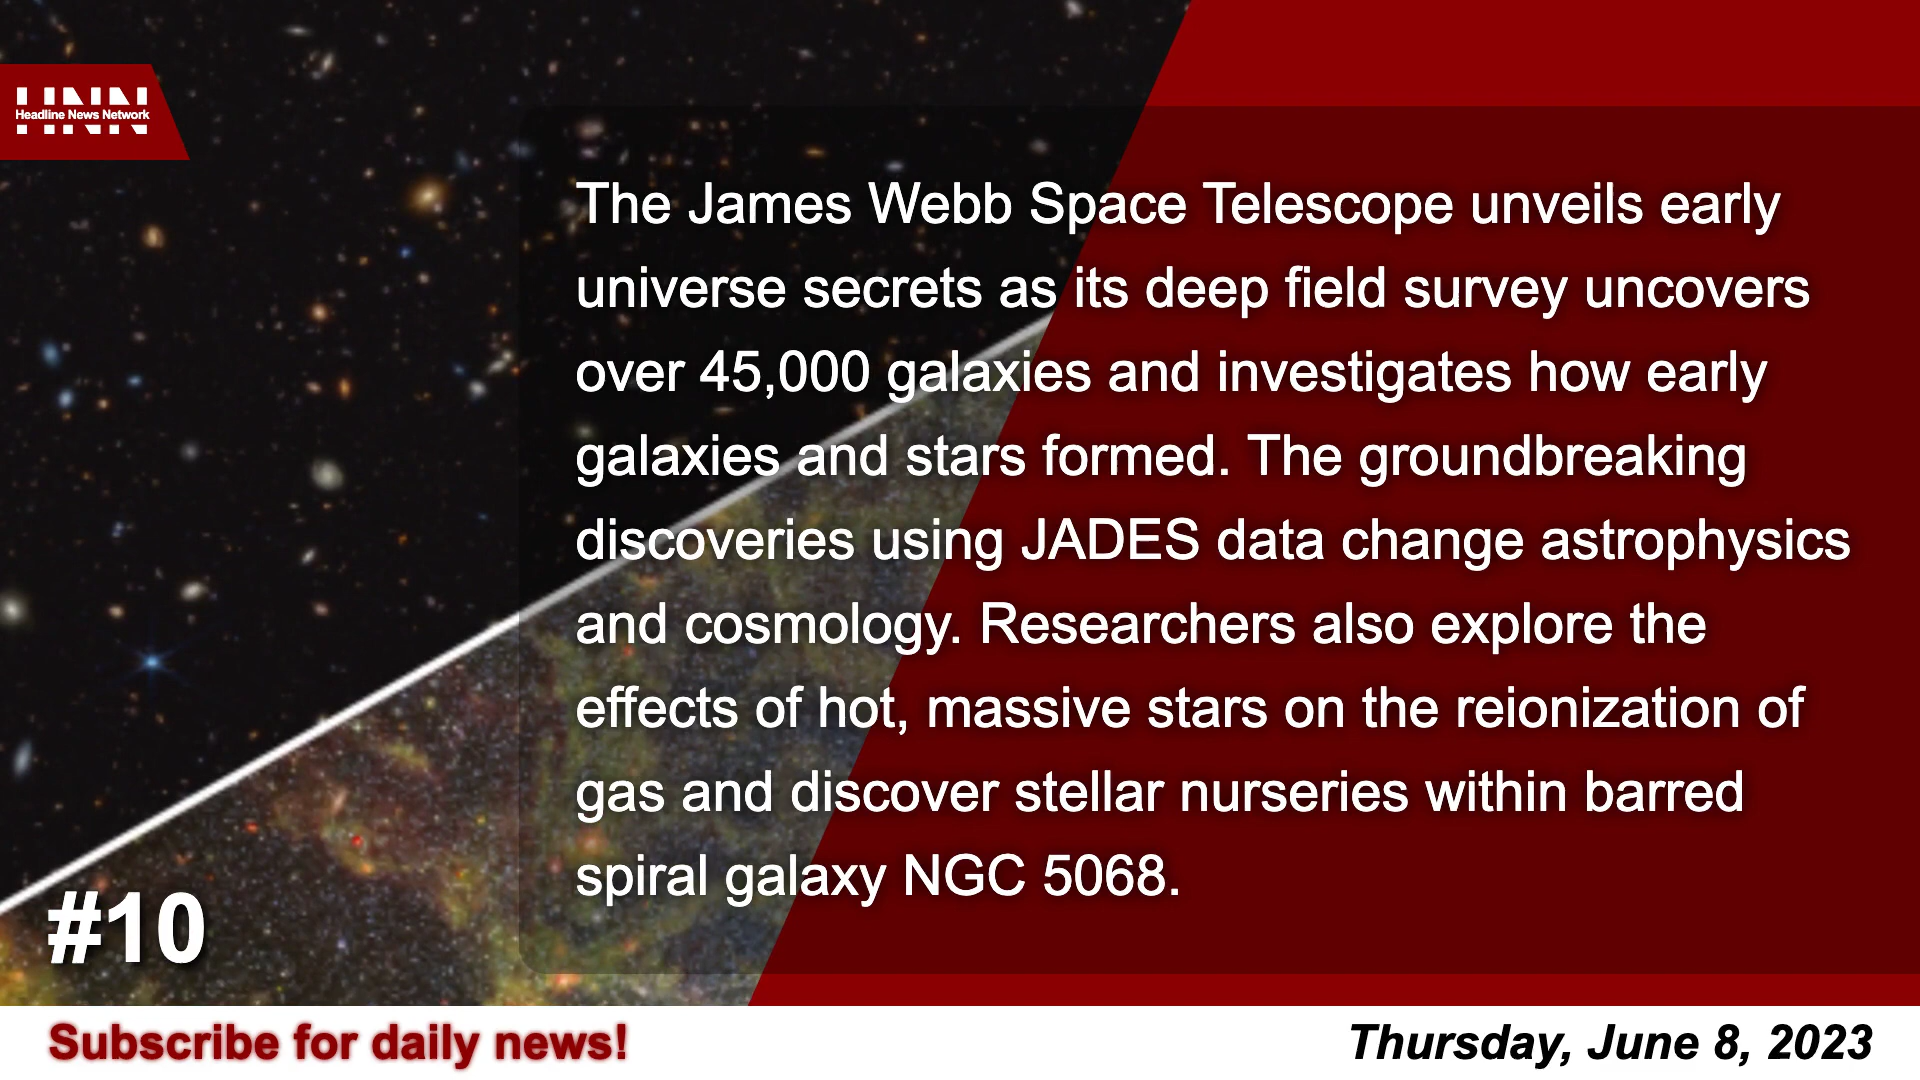 HNN
Headline News Network
The James Webb Space Telescope unveils early
universe secrets as its deep field survey uncovers
over 45,000 galaxies and investigates how early
galaxies and stars formed. The groundbreaking
discoveries using JADES data change astrophysics
and cosmology. Researchers also explore the
effects of hot, massive stars on the reionization of
gas and discover stellar nurseries within barred
spiral galaxy NGC 5068.
#10
Subscribe for daily news!
Thursday, June 8, 2023